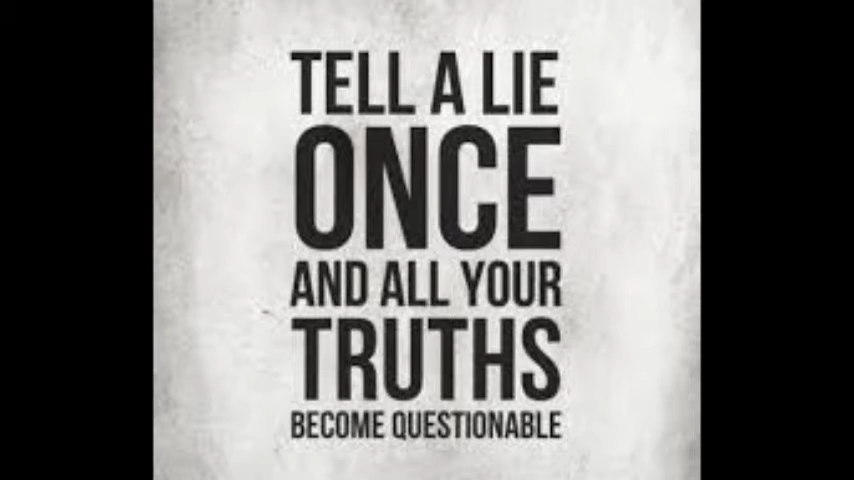 TELL A LIE
ONCE
AND ALL YOUR
TRUTHS
BECOME QUESTIONABLE